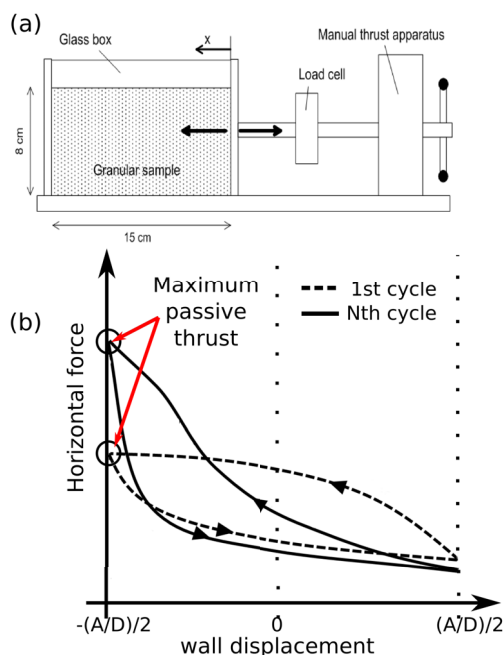 (a)
Glass box
x
Manual thrust apparatus
Load cell
8 cm
Granular sample
15 cm
(b)
Maximum
passive
thrust
1st cycle
Nth cycle
Horizontal force
-(A/D)/2
0
(A/D)/2
wall displacement